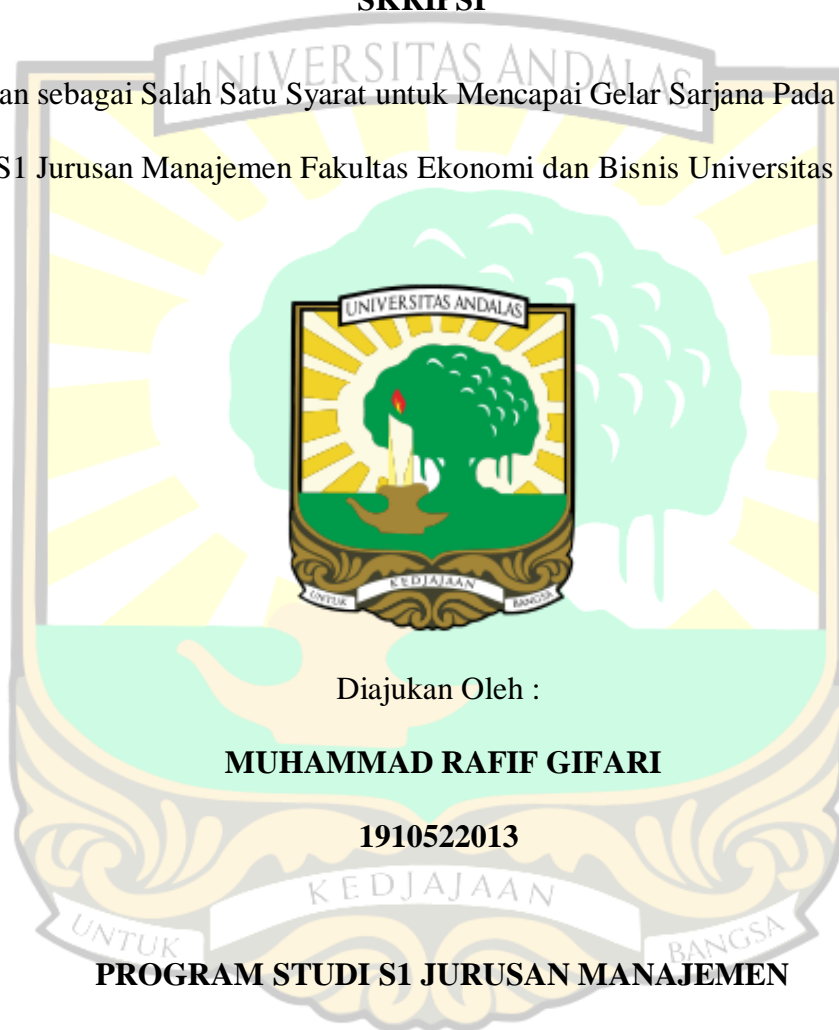 SKRIPSI
UNIVERSITAS ANDALAS
an sebagai Salah Satu Syarat untuk Mencapai Gelar Sarjana Pada
S1 Jurusan Manajemen Fakultas Ekonomi dan Bisnis Universitas
UNIVERSITAS ANDALAS
UNTUK KEDJAJAAN BANGSA
Diajukan Oleh :
MUHAMMAD RAFIF GIFARI
1910522013
UNTUK KEDJAJAAN BANGSA
PROGRAM STUDI S1 JURUSAN MANAJEMEN